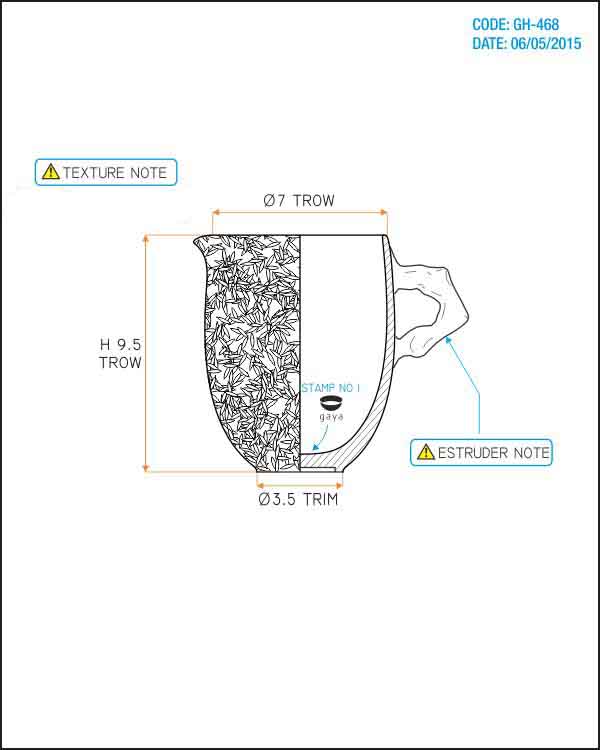 CODE: GH-468
DATE: 06/05/2015
TEXTURE NOTE
Ø7 TROW
H 9.5
TROW
STAMP NO 1
gaya
ESTRUDER NOTE
Ø3.5 TRIM